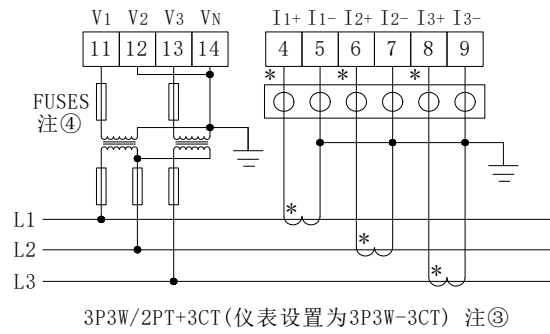 V1 V2 V3 VN I1+ I1- I2+ I2- I3+ I3-
11 12 13 14 4 5 6 7 8 9
* * *
FUSES
注④
L1 *
L2 *
L3 *
3P3W/2PT+3CT(仪表设置为3P3W-3CT) 注③